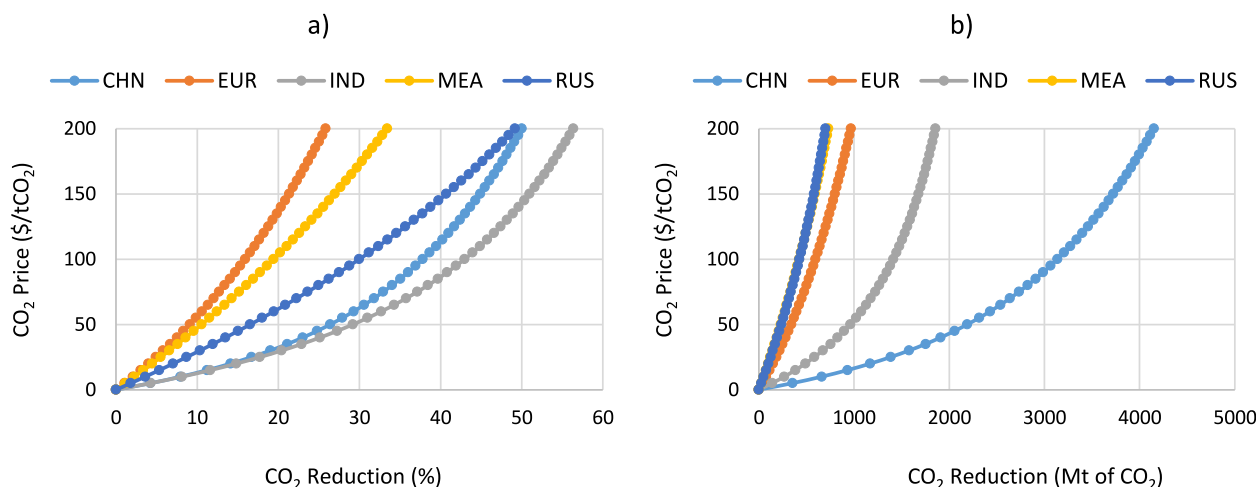 a)
CHN EUR IND MEA RUS
200
150
100
50
0
CO₂ Price ($/tCO₂)
0 10 20 30 40 50 60
CO₂ Reduction (%)
b)
CHN EUR IND MEA RUS
200
150
100
50
0
CO₂ Price ($/tCO₂)
0 1000 2000 3000 4000 5000
CO₂ Reduction (Mt of CO₂)